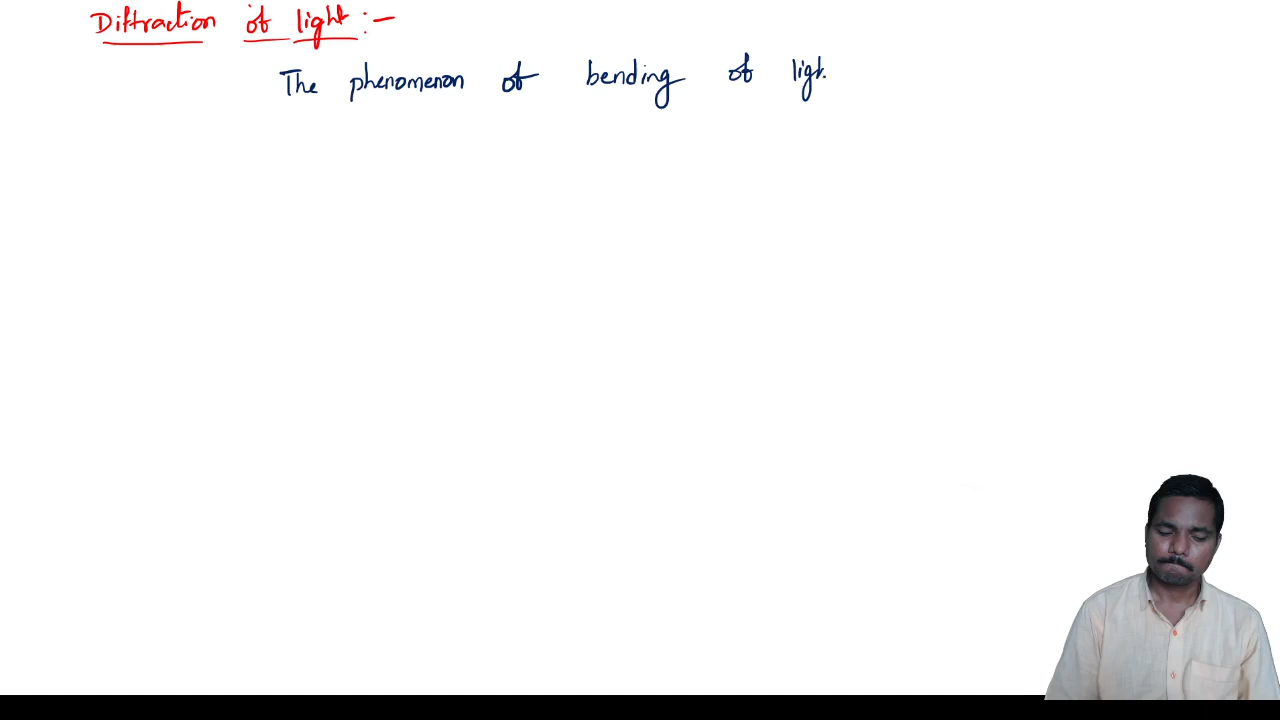 Diffraction of light :-
The phenomenon of bending of ligh